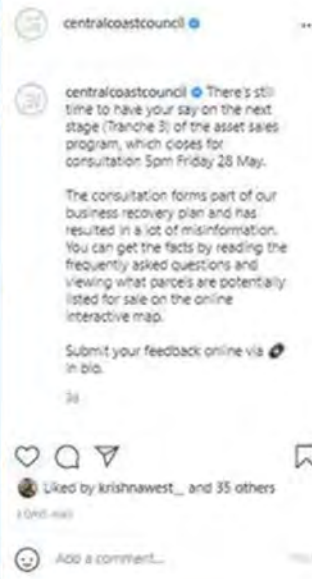 centralcoastcouncil
centralcoastcouncil There's still
time to have your say on the next
stage (Tranche 3) of the asset sales
program, which closes for
consultation 5pm Friday 28 May.
The consultation forms part of our
business recovery plan and has
resulted in a lot of misinformation.
You can get the facts by reading the
frequently asked questions and
viewing what parcels are potentially
listed for sale on the online
interactive map.
Submit your feedback online via
in bio.
Liked by krishnawest_ and 35 others
Add a comment...